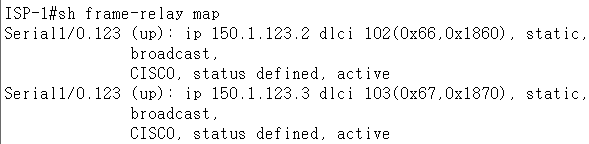 ISP-1#sh frame-relay map
Serial1/0.123 (up): ip 150.1.123.2 dlci 102(0x66,0x1860), static,
broadcast,
CISCO, status defined, active
Serial1/0.123 (up): ip 150.1.123.3 dlci 103(0x67,0x1870), static,
broadcast,
CISCO, status defined, active